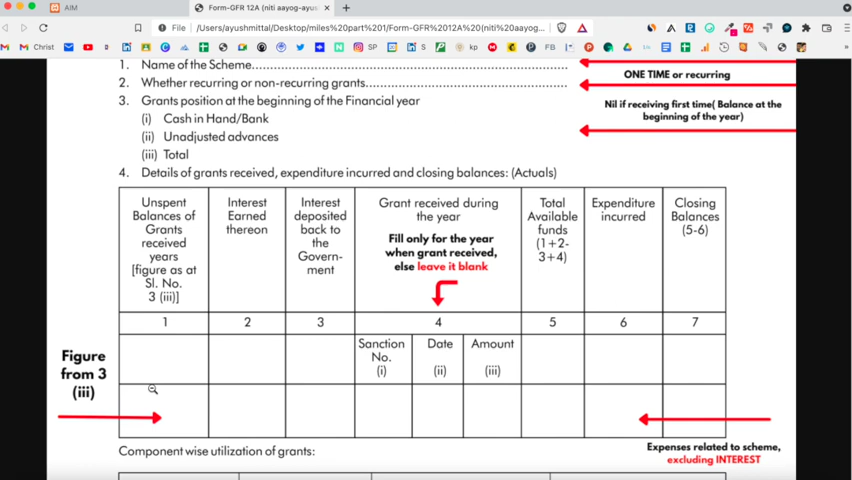 AIM
Form-GFR 12A (niti aayog-ayus
File
/Users/ayushmittal/Desktop/miles%20part%201/Form-GFR%2012A%20(niti%20aayog...
Christ
SP
in S
kp
Lib
1. Name of the Scheme
2. Whether recurring or non-recurring grants
3. Grants position at the beginning of the Financial year
(i) Cash in Hand/Bank
(ii) Unadjusted advances
(iii) Total
ONE TIME or recurring
Nil if receiving first time( Balance at the
beginning of the year)
4. Details of grants received, expenditure incurred and closing balances: (Actuals)
Unspent
Balances of
Grants
received
years
[figure as at
Sl. No.
3 (iii)]
Interest
Earned
thereon
Interest
deposited
back to
the
Govern-
ment
Grant received during
the year
Fill only for the year
when grant received,
else leave it blank
Total
Available
funds
(1+2-
3+4)
Expenditure
incurred
Closing
Balances
(5-6)
1 2 3 4 5 6 7
Sanction
No.
(i)
Date
(ii)
Amount
(iii)
Figure
from 3
(iii)
Expenses related to scheme,
excluding INTEREST
Component wise utilization of grants: